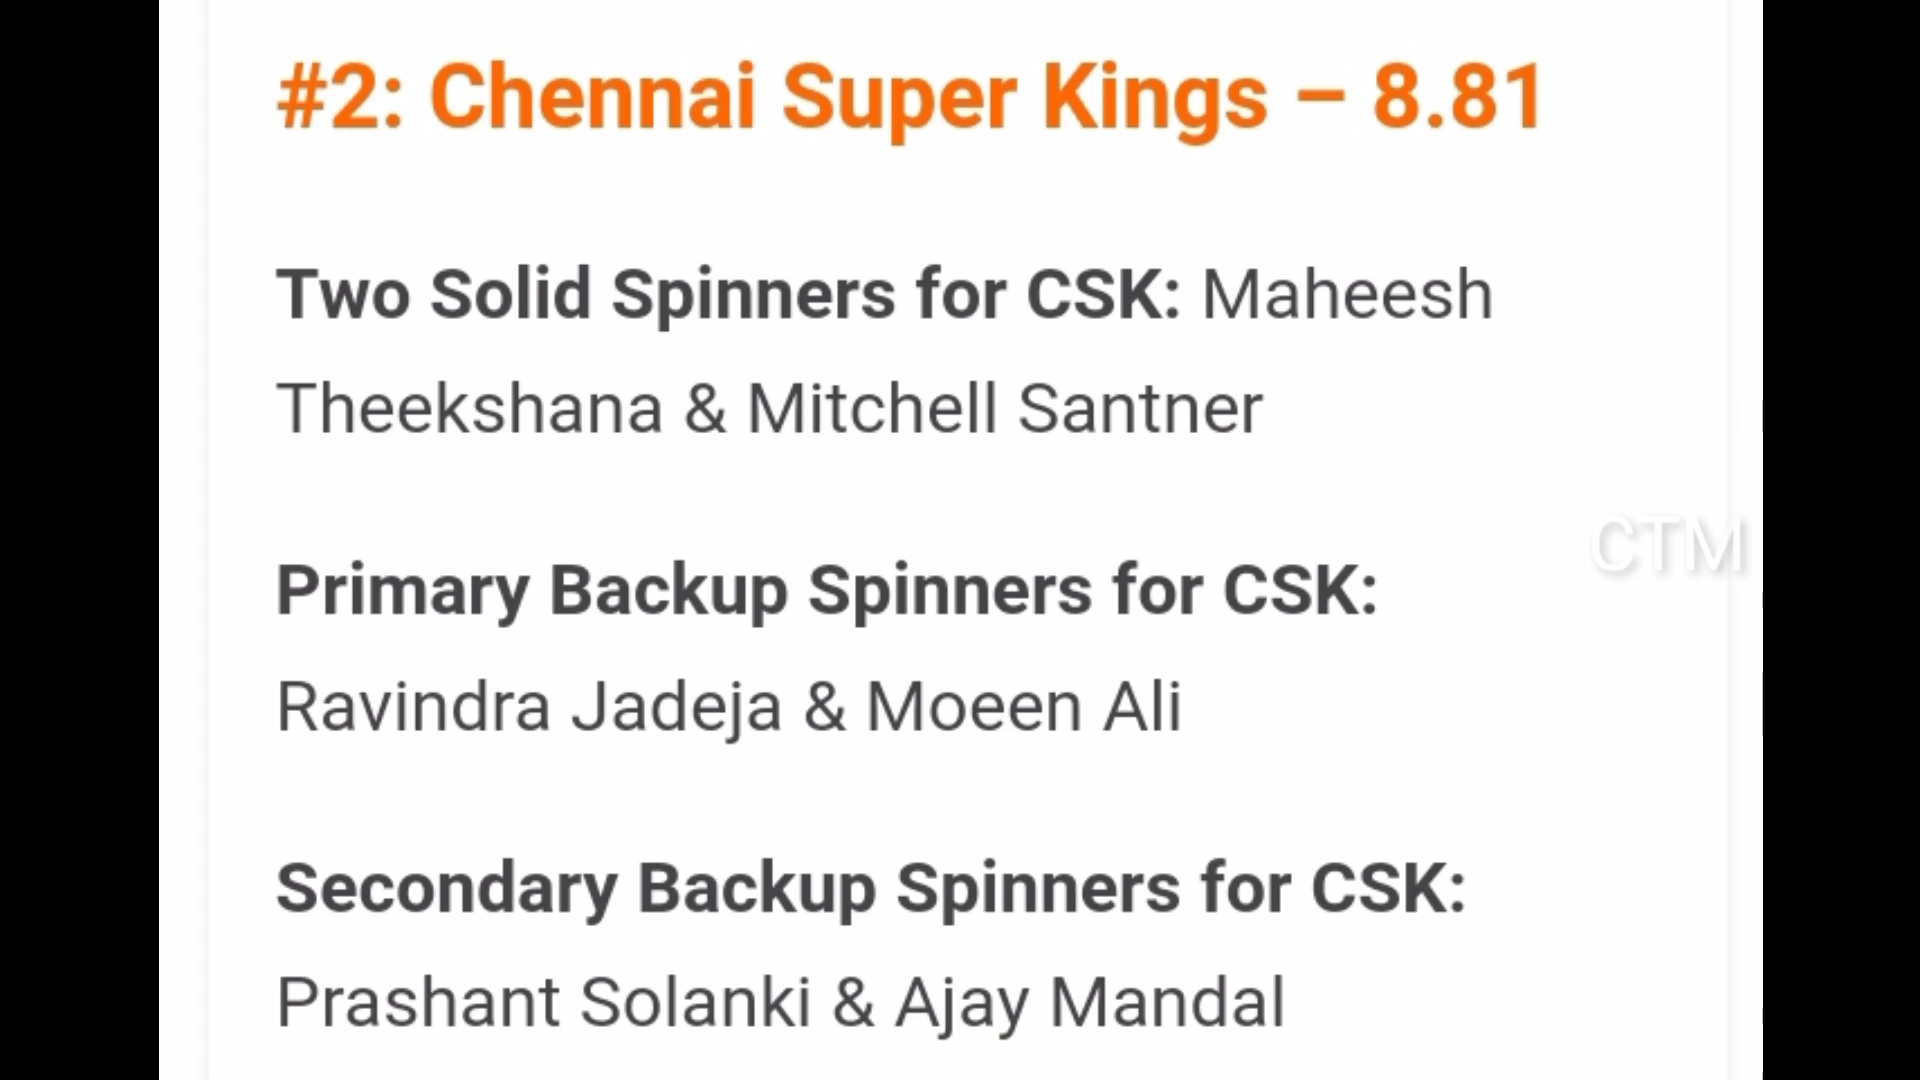 #2: Chennai Super Kings – 8.81
Two Solid Spinners for CSK: Maheesh
Theekshana & Mitchell Santner
CTM
Primary Backup Spinners for CSK:
Ravindra Jadeja & Moeen Ali
Secondary Backup Spinners for CSK:
Prashant Solanki & Ajay Mandal